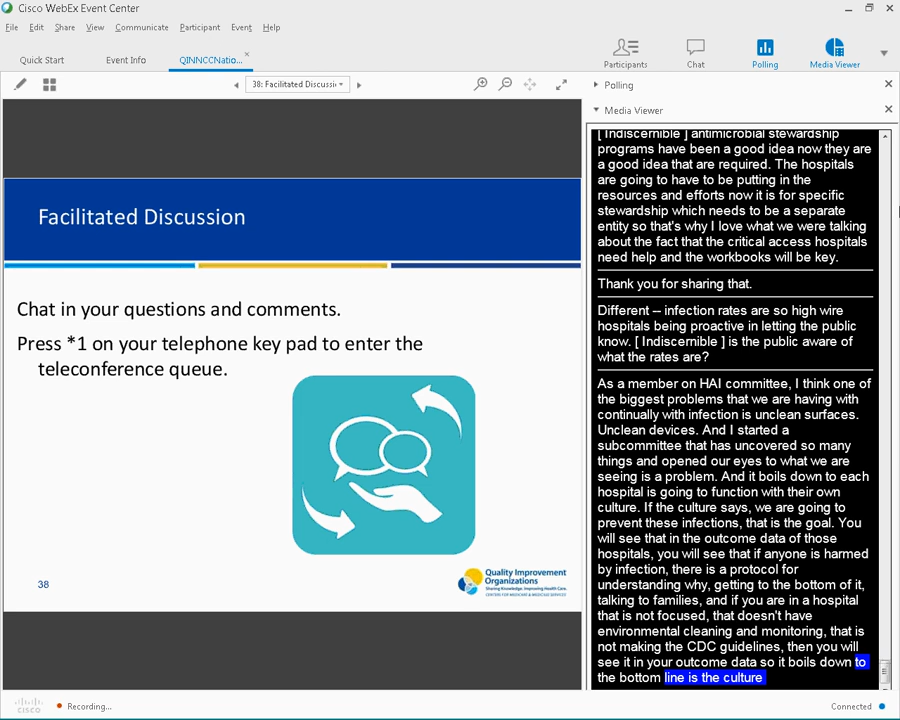 Cisco WebEx Event Center
File Edit Share View Communicate Participant Event Help
Quick Start Event Info QINNCCNatio... Participants Chat Polling Media Viewer
38: Facilitated Discussi
Polling
Media Viewer
Facilitated Discussion
Chat in your questions and comments.
Press *1 on your telephone key pad to enter the
teleconference queue.
38
Quality Improvement
Organizations
Sharing Knowledge. Improving Health Care.
CENTERS FOR MEDICARE & MEDICAID SERVICES
[ Indiscernible ] antimicrobial stewardship
programs have been a good idea now they are
a good idea that are required. The hospitals
are going to have to be putting in the
resources and efforts now it is for specific
stewardship which needs to be a separate
entity so that's why I love what we were talking
about the fact that the critical access hospitals
need help and the workbooks will be key.
Thank you for sharing that.
Different -- infection rates are so high wire
hospitals being proactive in letting the public
know. [ Indiscernible ] is the public aware of
what the rates are?
As a member on HAI committee, I think one of
the biggest problems that we are having with
continually with infection is unclean surfaces.
Unclean devices. And I started a
subcommittee that has uncovered so many
things and opened our eyes to what we are
seeing is a problem. And it boils down to each
hospital is going to function with their own
culture. If the culture says, we are going to
prevent these infections, that is the goal. You
will see that in the outcome data of those
hospitals, you will see that if anyone is harmed
by infection, there is a protocol for
understanding why, getting to the bottom of it,
talking to families, and if you are in a hospital
that is not focused, that doesn't have
environmental cleaning and monitoring, that is
not making the CDC guidelines, then you will
see it in your outcome data so it boils down to
the bottom line is the culture
cisco
Recording...
Connected